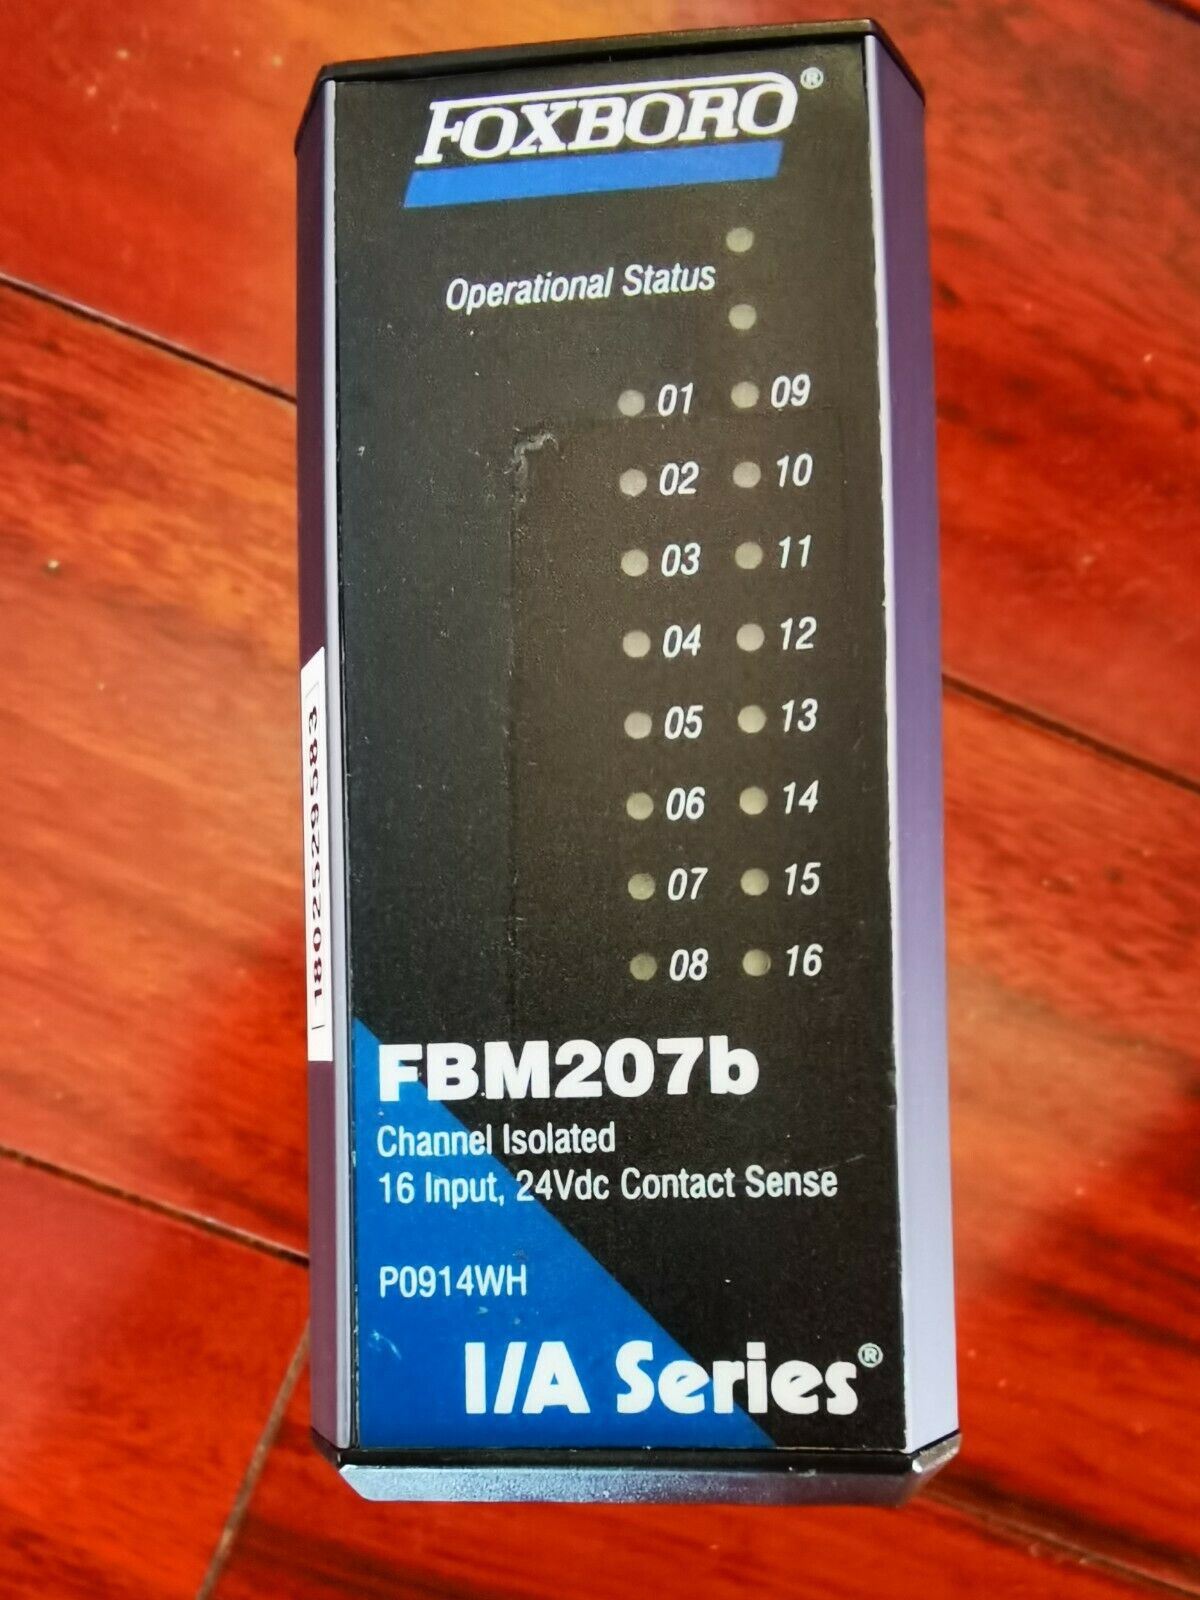 FOXBORO®
Operational Status
01 09
02 10
03 11
04 12
05 13
06 14
07 15
08 16
1802529583
FBM207b
Channel Isolated
16 Input, 24Vdc Contact Sense
P0914WH
I/A Series®